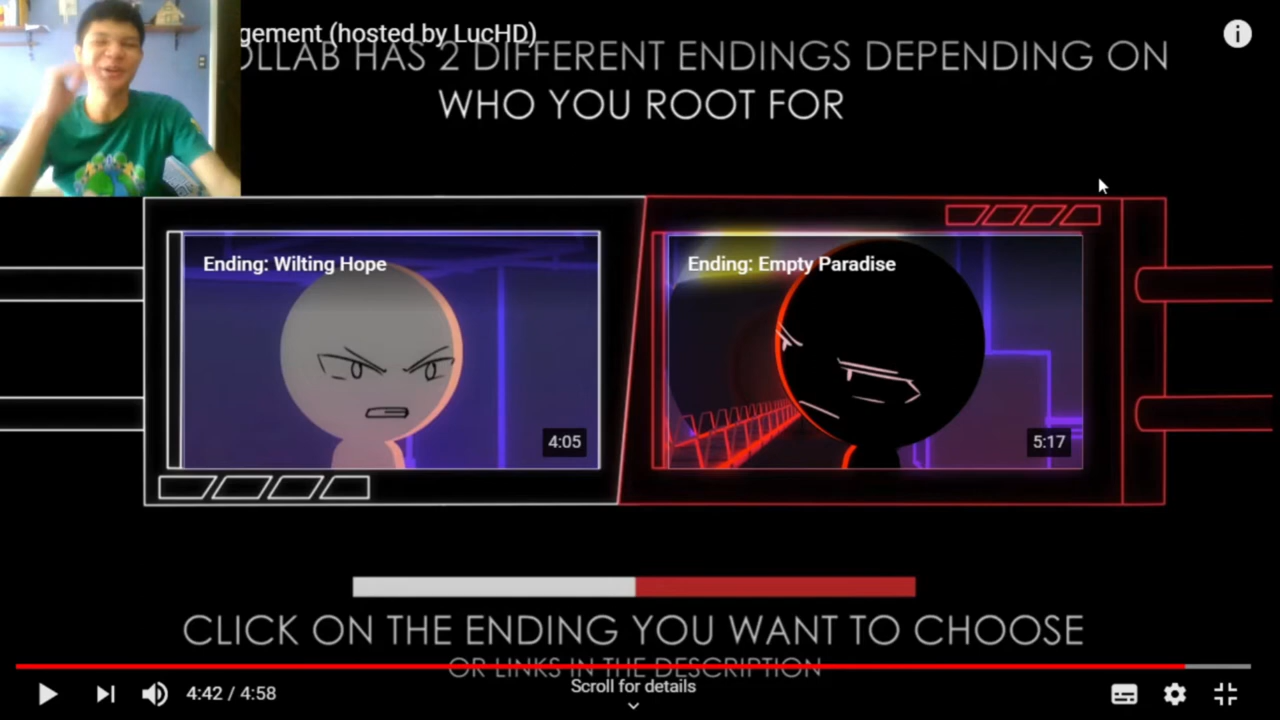 gement (hosted by LucHD)
OLLAB HAS 2 DIFFERENT ENDINGS DEPENDING ON
WHO YOU ROOT FOR
Ending: Wilting Hope
Ending: Empty Paradise
4:05
5:17
CLICK ON THE ENDING YOU WANT TO CHOOSE
OR LINKS IN THE DESCRIPTION
Scroll for details
4:42 / 4:58